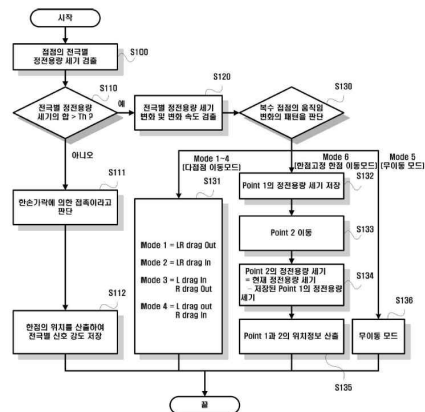 시작
접점의 전극별
정전용량 세기 검출
S100
S110
전극별 정전용량
세기의 합 > Th ?
예
아니오
S120
전극별 정전용량 세기
변화 및 변화 속도 검출
S130
복수 접점의 움직임
변화의 패턴을 판단
Mode 1~4
[다접점 이동모드]
Mode 6
[한점고정 한점 이동모드]
Mode 5
[무이동 모드]
S111
한손가락에 의한 접촉이라고
판단
S112
한점의 위치를 산출하여
전극별 신호 강도 저장
S131
Mode 1 = LR drag Out
Mode 2 = LR drag In
Mode 3 = L drag In
R drag Out
Mode 4 = L drag out
R drag In
S132
Point 1의 정전용량 세기 저장
Point 2 이동
S133
Point 2의 정전용량 세기
= 현재 정전용량 세기
- 저장된 Point 1의 정전용량
세기
S134
Point 1과 2의 위치정보 산출
S135
S136
무이동 모드
끝